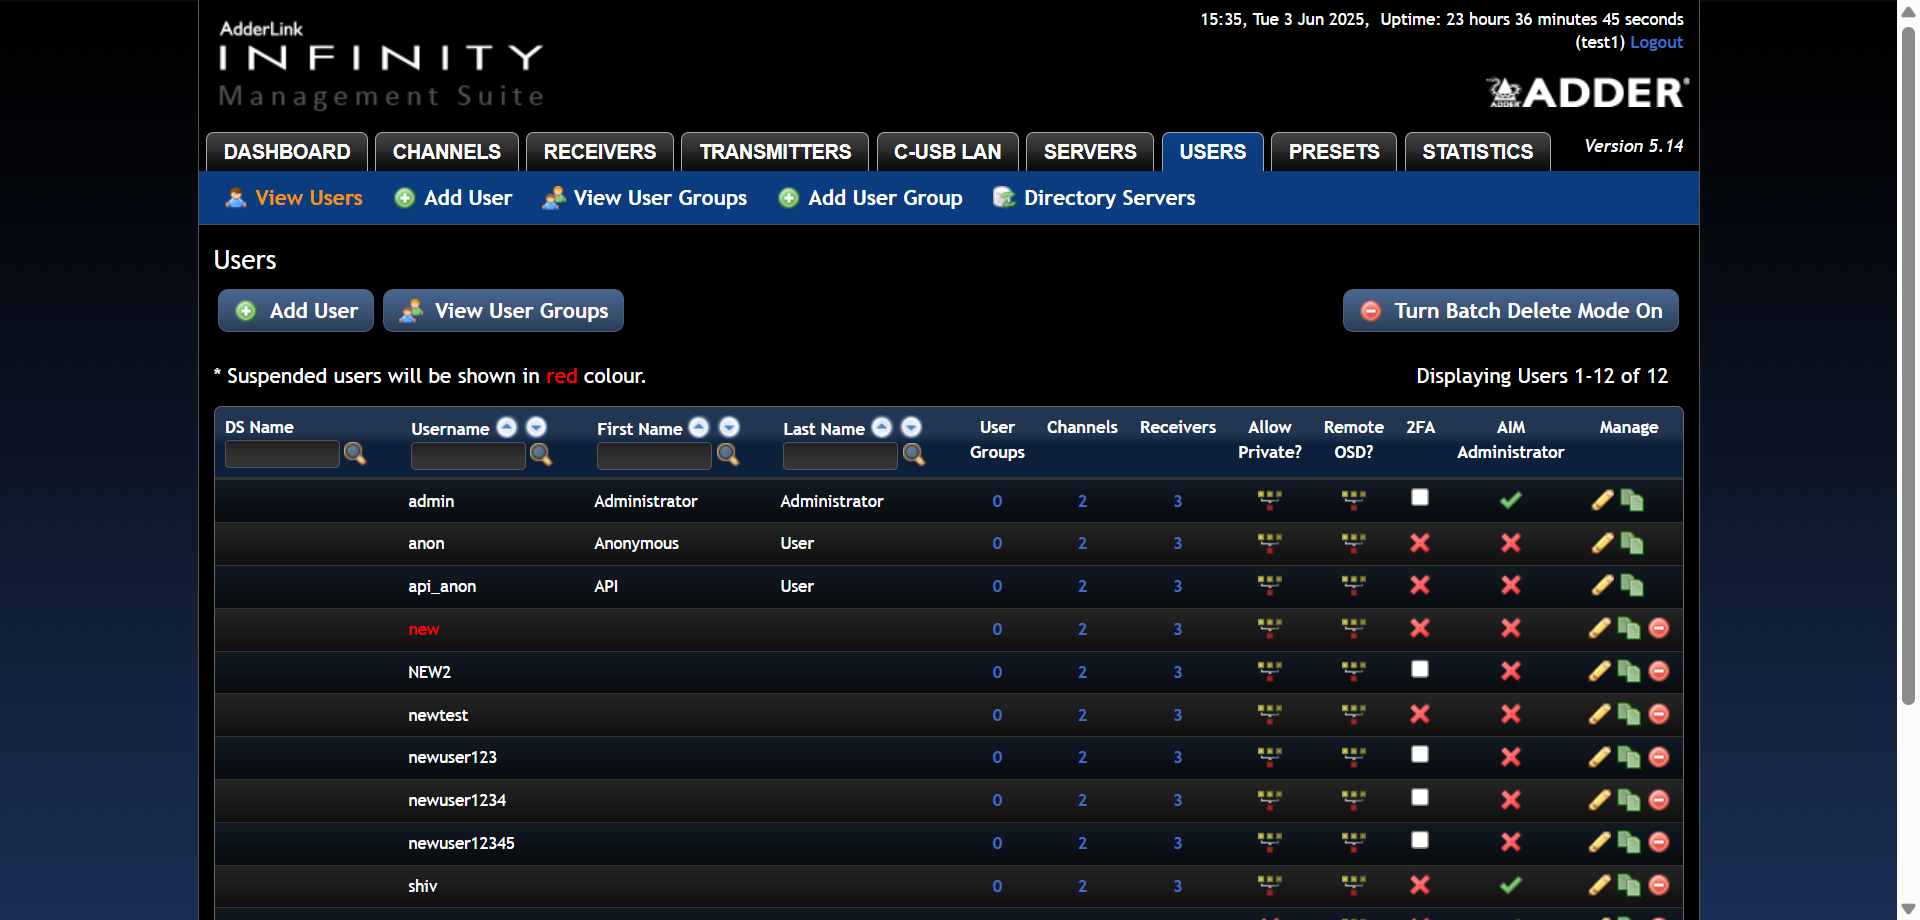 AdderLink
INFINITY
Management Suite
15:35, Tue 3 Jun 2025, Uptime: 23 hours 36 minutes 45 seconds
(test1) Logout
ADDER
ADDER®
DASHBOARD CHANNELS RECEIVERS TRANSMITTERS C-USB LAN SERVERS USERS PRESETS STATISTICS Version 5.14
View Users Add User View User Groups Add User Group Directory Servers
Users
Add User View User Groups Turn Batch Delete Mode On
* Suspended users will be shown in red colour. Displaying Users 1-12 of 12
DS Name Username First Name Last Name User Groups Channels Receivers Allow Private? Remote OSD? 2FA AIM Administrator Manage
admin Administrator Administrator 0 2 3
anon Anonymous User 0 2 3
api_anon API User 0 2 3
new 0 2 3
NEW2 0 2 3
newtest 0 2 3
newuser123 0 2 3
newuser1234 0 2 3
newuser12345 0 2 3
shiv 0 2 3